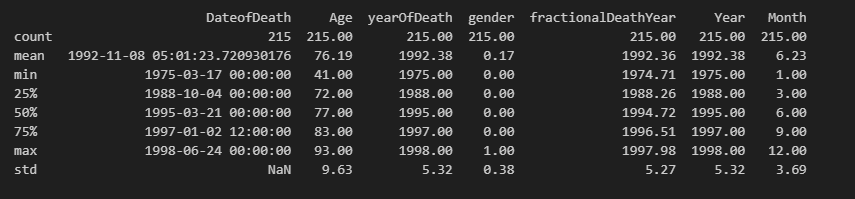 DateofDeath Age yearOfDeath gender fractionalDeathYear Year Month
count 215 215.00 215.00 215.00 215.00 215.00 215.00
mean 1992-11-08 05:01:23.720930176 76.19 1992.38 0.17 1992.36 1992.38 6.23
min 1975-03-17 00:00:00 41.00 1975.00 0.00 1974.71 1975.00 1.00
25% 1988-10-04 00:00:00 72.00 1988.00 0.00 1988.26 1988.00 3.00
50% 1995-03-21 00:00:00 77.00 1995.00 0.00 1994.72 1995.00 6.00
75% 1997-01-02 12:00:00 83.00 1997.00 0.00 1996.51 1997.00 9.00
max 1998-06-24 00:00:00 93.00 1998.00 1.00 1997.98 1998.00 12.00
std NaN 9.63 5.32 0.38 5.27 5.32 3.69